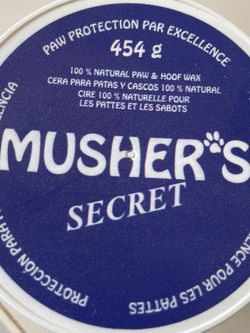 PAW PROTECTION PAR EXCELLENCE
454 g
100 % NATURAL PAW & HOOF WAX
CERA PARA PATAS Y CASCOS 100 % NATURAL
CIRE 100 % NATURELLE POUR
LES PATTES ET LES SABOTS
MUSHER'S
SECRET
PROTECCIÓN PARA
LENCIA
ENCE POUR LES PATTES